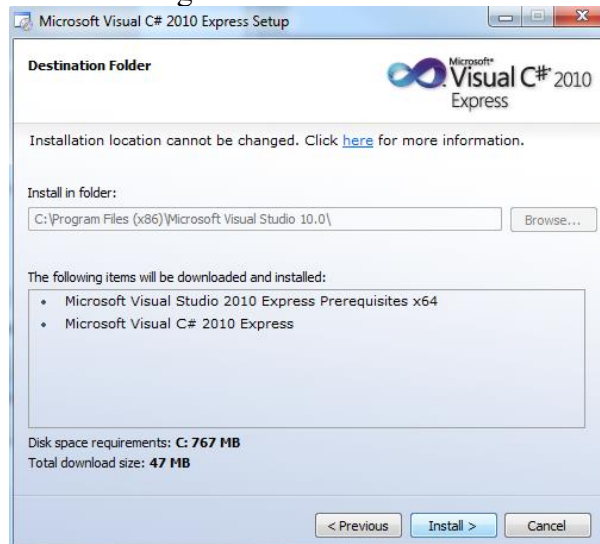 Microsoft Visual C# 2010 Express Setup
Destination Folder
Microsoft®
Visual C# 2010
Express
Installation location cannot be changed. Click here for more information.
Install in folder:
C:\Program Files (x86)\Microsoft Visual Studio 10.0\
Browse...
The following items will be downloaded and installed:
• Microsoft Visual Studio 2010 Express Prerequisites x64
• Microsoft Visual C# 2010 Express
Disk space requirements: C: 767 MB
Total download size: 47 MB
< Previous Install > Cancel